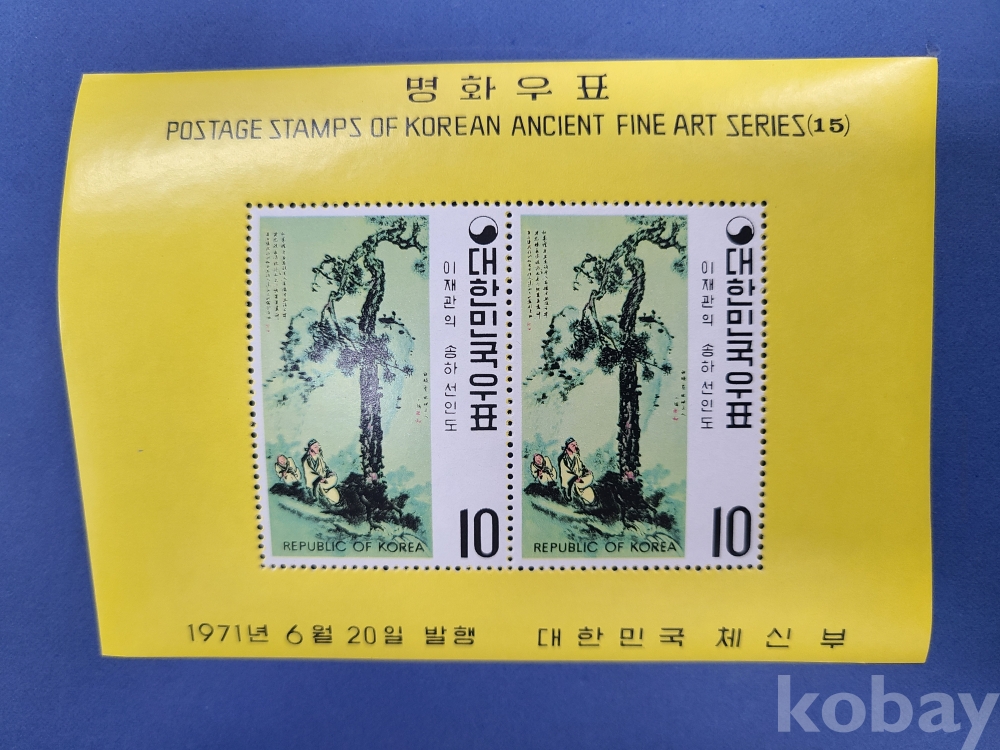 명화우표
POSTAGE STAMPS OF KOREAN ANCIENT FINE ART SERIES(15)
대한민국우표
이재관의 송하 선인도
REPUBLIC OF KOREA
10
대한민국우표
이재관의 송하 선인도
REPUBLIC OF KOREA
10
1971년 6월 20일 발행 대한민국 체신부
kobay